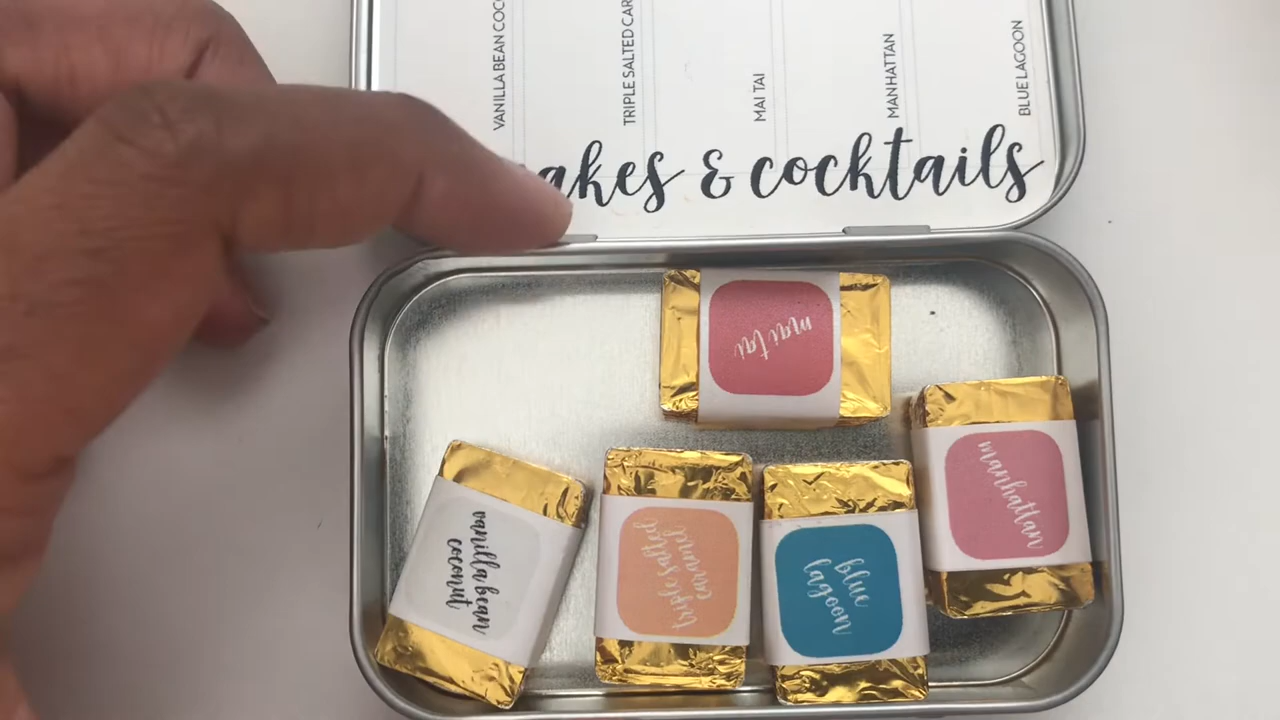 VANILLA BEAN COC
TRIPLE SALTED CAR
MAI TAI
MANHATTAN
BLUE LAGOON
akes & cocktails
mai tai
manhattan
vanilla bean
coconut
triple salted
caramel
blue
lagoon